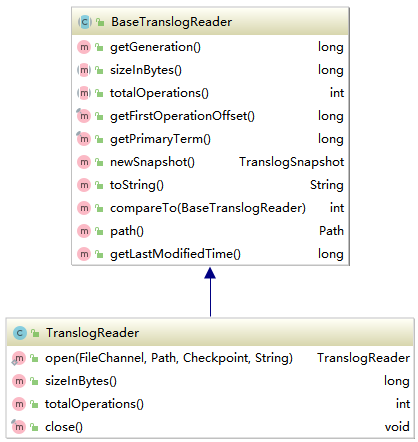 BaseTranslogReader
getGeneration() long
sizeInBytes() long
totalOperations() int
getFirstOperationOffset() long
getPrimaryTerm() long
newSnapshot() TranslogSnapshot
toString() String
compareTo(BaseTranslogReader) int
path() Path
getLastModifiedTime() long
TranslogReader
open(FileChannel, Path, Checkpoint, String) TranslogReader
sizeInBytes() long
totalOperations() int
close() void